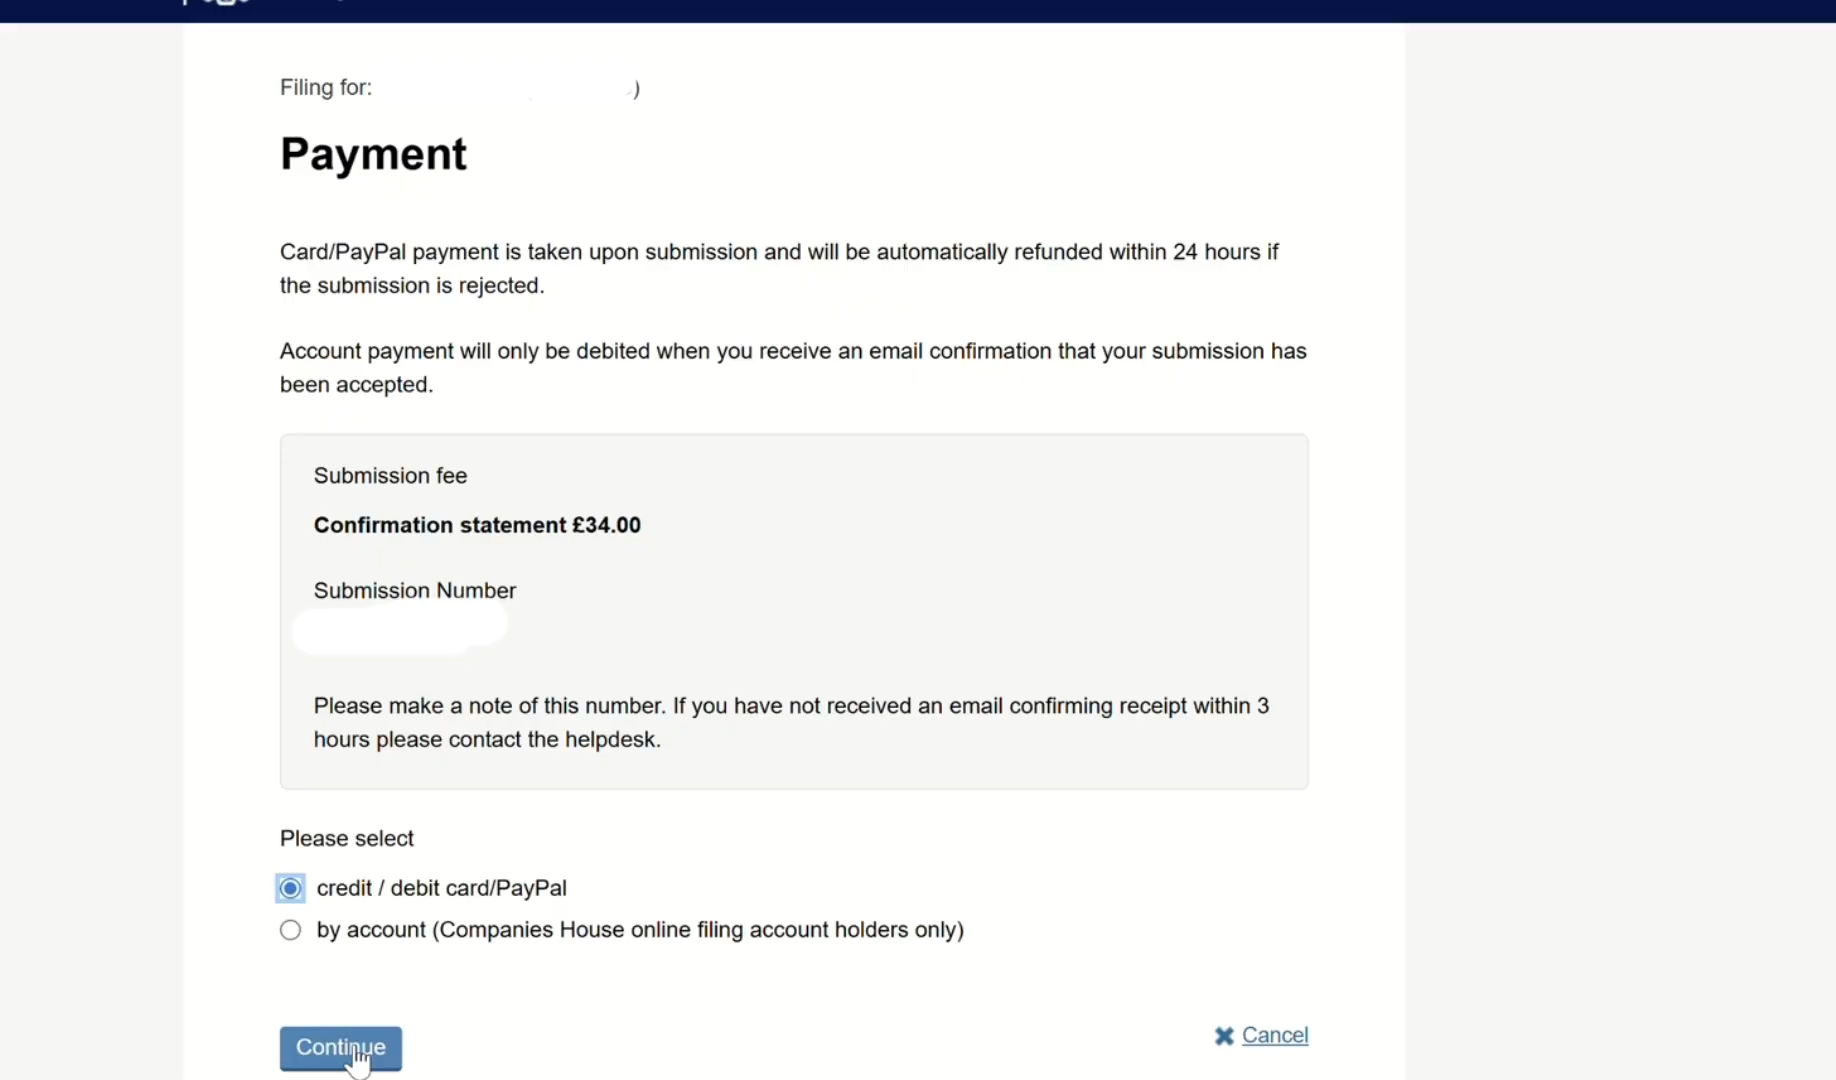 Filing for:
)
Payment
Card/PayPal payment is taken upon submission and will be automatically refunded within 24 hours if
the submission is rejected.
Account payment will only be debited when you receive an email confirmation that your submission has
been accepted.
Submission fee
Confirmation statement £34.00
Submission Number
Please make a note of this number. If you have not received an email confirming receipt within 3
hours please contact the helpdesk.
Please select
credit / debit card/PayPal
by account (Companies House online filing account holders only)
Continue
Cancel